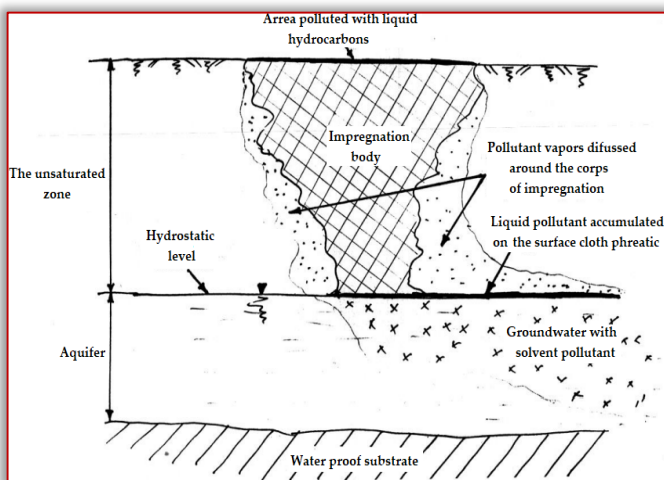 Arrea polluted with liquid
hydrocarbons
Impregnation
body
Pollutant vapors difussed
around the corps
of impregnation
The unsaturated
zone
Liquid pollutant accumulated
on the surface cloth phreatic
Hydrostatic
level
Groundwater with
solvent pollutant
Aquifer
Water proof substrate